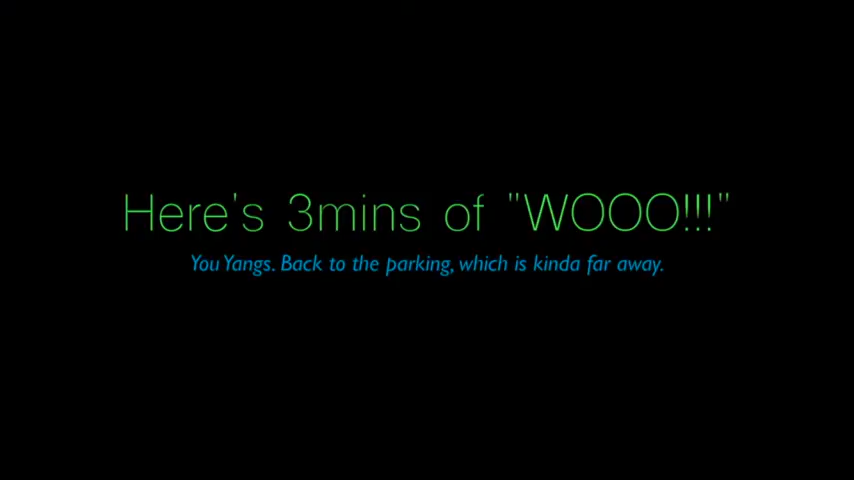 Here's 3mins of "WOOO!!!"
You Yangs. Back to the parking, which is kinda far away.